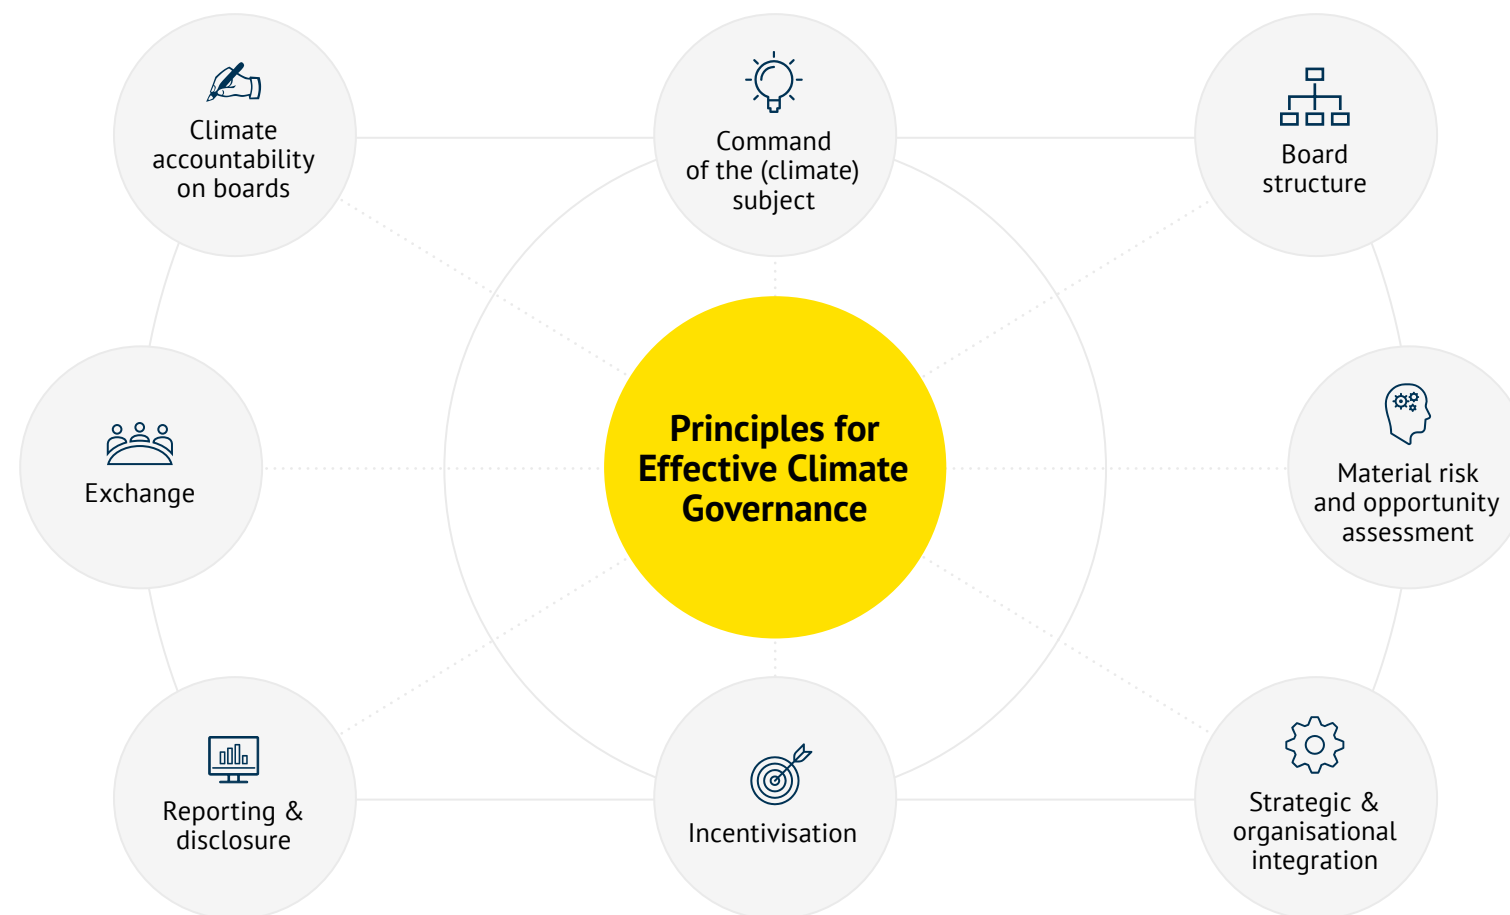 Climate
accountability
on boards
Command
of the (climate)
subject
Board
structure
Principles for
Effective Climate
Governance
Exchange
Material risk
and opportunity
assessment
Reporting &
disclosure
Incentivisation
Strategic &
organisational
integration